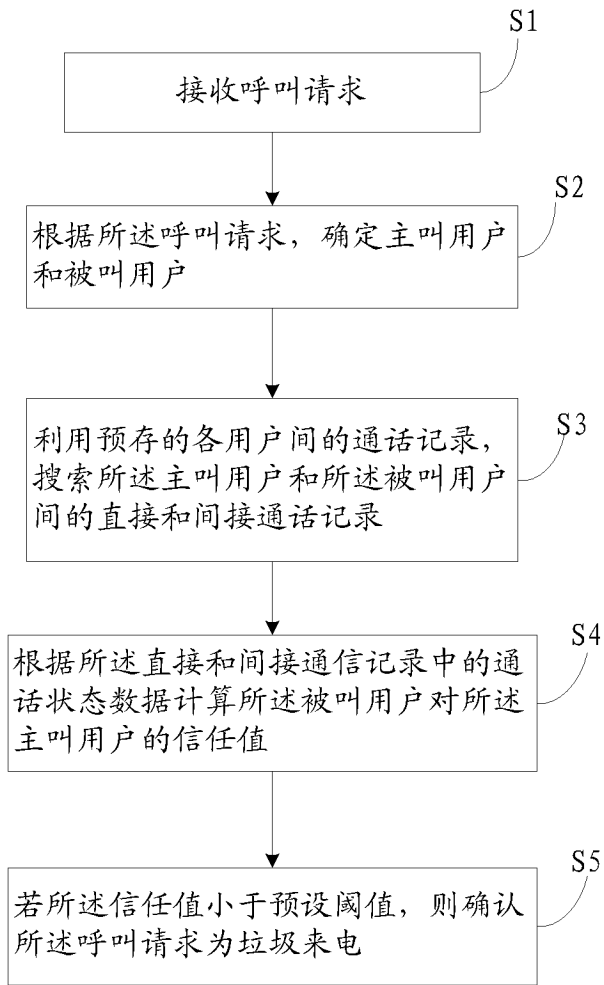 S1
接收呼叫请求
S2
根据所述呼叫请求，确定主叫用户
和被叫用户
S3
利用预存的各用户间的通话记录，
搜索所述主叫用户和所述被叫用户
间的直接和间接通话记录
S4
根据所述直接和间接通信记录中的通
话状态数据计算所述被叫用户对所述
主叫用户的信任值
S5
若所述信任值小于预设阈值，则确认
所述呼叫请求为垃圾来电